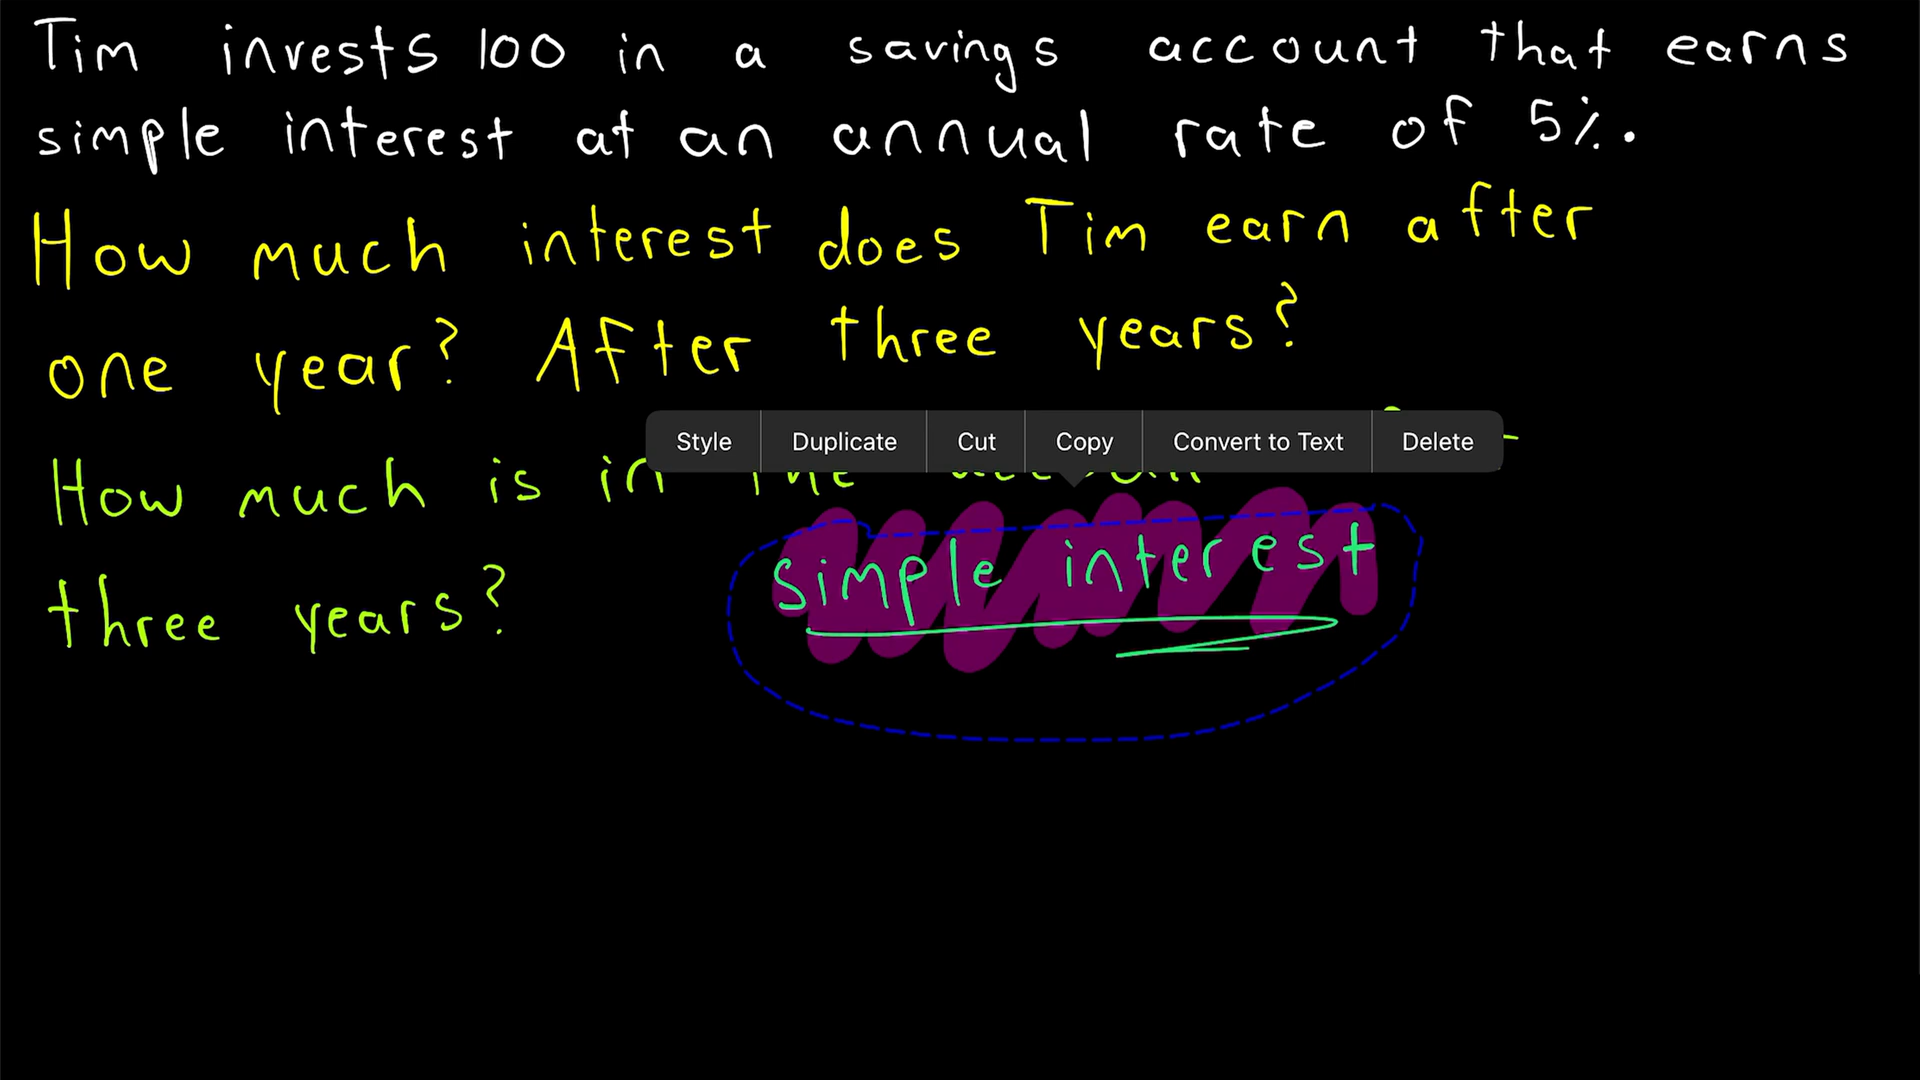 Tim invests 100 in a savings account that earns
simple interest at an annual rate of 5%.
How much interest does Tim earn after
one year? After three years?
Style Duplicate Cut Copy Convert to Text Delete
How much is in
three years?
simple interest